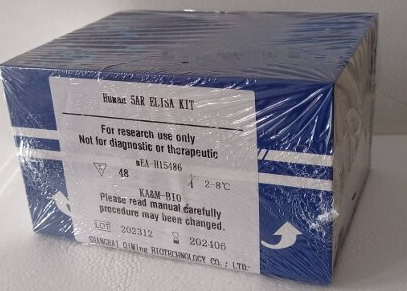 Human 5AR ELISA KIT
For research use only
Not for diagnostic or therapeutic
mEA-H15486
48 2-8℃
KA&M-BIO
Please read manual carefully
procedure may been changed.
LOT 202312 202406
SHANGHAI QiMing BIOTECHNOLOGY CO.; LTD.